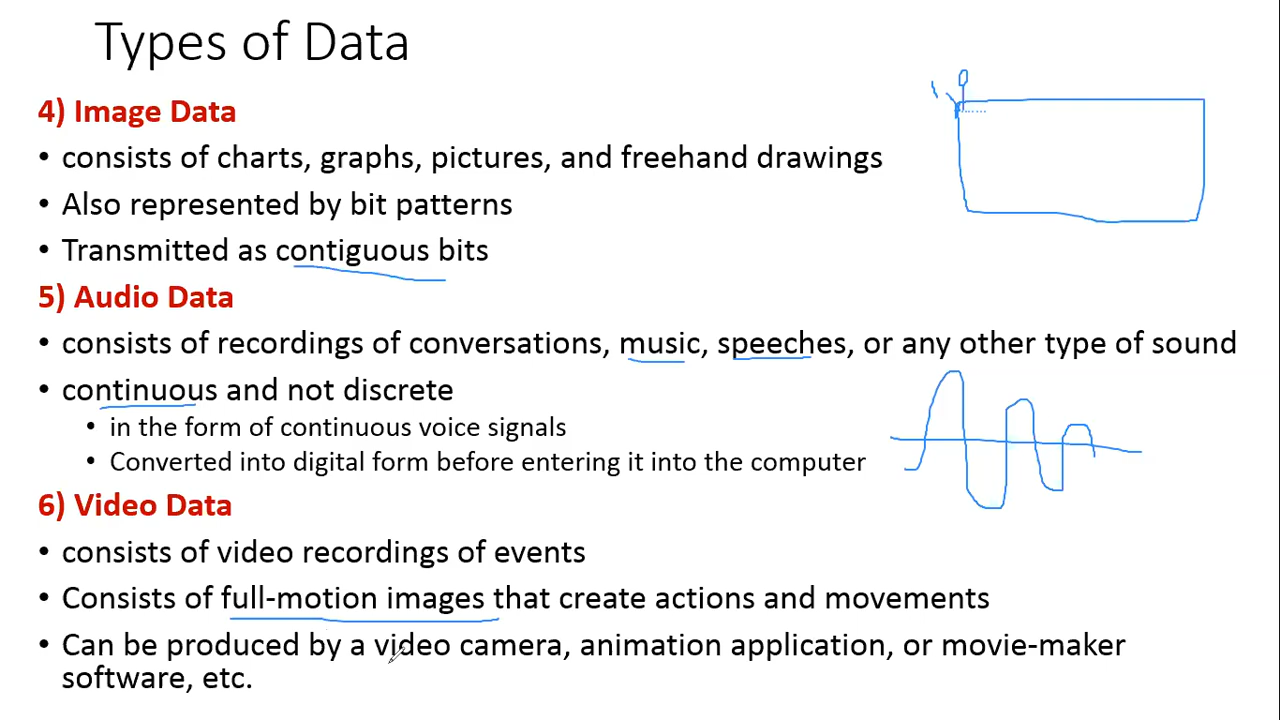 Types of Data
4) Image Data
• consists of charts, graphs, pictures, and freehand drawings
• Also represented by bit patterns
• Transmitted as contiguous bits
5) Audio Data
• consists of recordings of conversations, music, speeches, or any other type of sound
• continuous and not discrete
• in the form of continuous voice signals
• Converted into digital form before entering it into the computer
6) Video Data
• consists of video recordings of events
• Consists of full-motion images that create actions and movements
• Can be produced by a video camera, animation application, or movie-maker
software, etc.